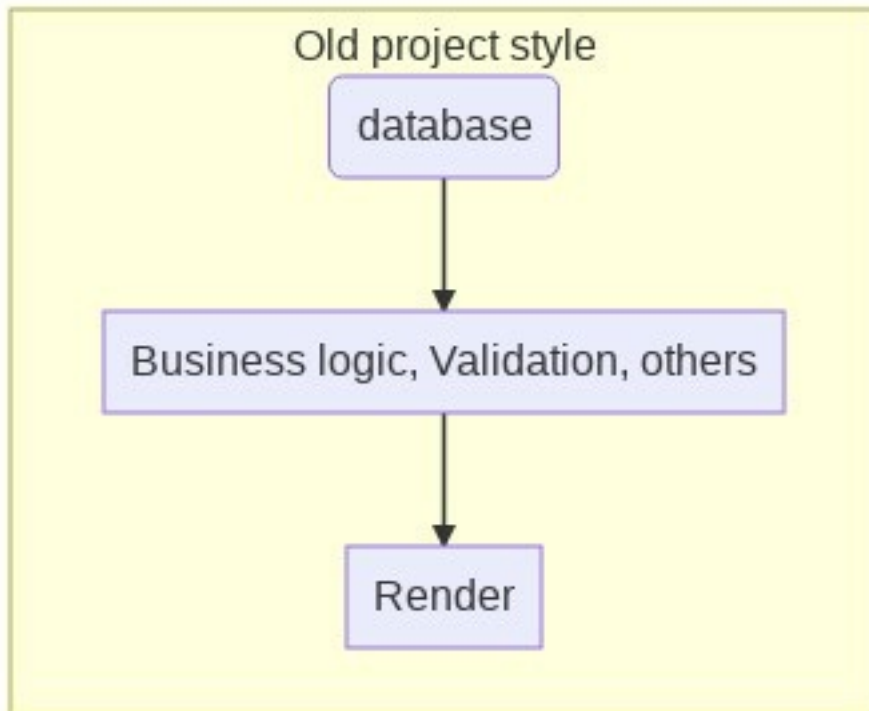 Old project style
database
Business logic, Validation, others
Render